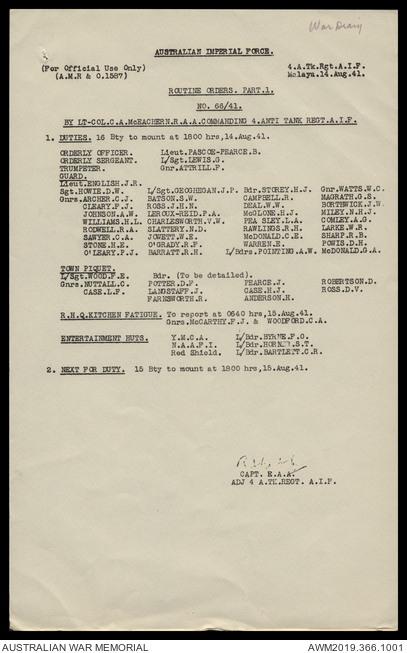 War Diary
AUSTRALIAN IMPERIAL FORCE.
(For Official Use Only) 4.A.Tk.Rgt.A.I.F.
(A.M.R & O.1587) Malaya.14.Aug.41.
ROUTINE ORDERS. PART.1.
NO. 66/41.
BY LT-COL.C.A.McEACHERN.R.A.A.COMMANDING 4.ANTI TANK REGT.A.I.F.
1. DUTIES. 16 Bty to mount at 1800 hrs,14.Aug.41.
ORDERLY OFFICER. Lieut.PASCOE-PEARCE.B.
ORDERLY SERGEANT. L/Sgt.LEWIS.G.
TRUMPETER. Gnr.ATTRILL.F.
GUARD.
Lieut.ENGLISH.J.R.
Sgt.HOWIE.D.W. L/Sgt.GEOGHEGAN.J.P. Bdr.STOREY.H.J. Gnr.WATTS.W.C.
Gnrs.ARCHER.C.J. BATSON.S.W. CAMPBELL.R. MAGRATH.G.S.
CLEARY.F.J. ROSS.J.H.N. DEAL.W.W. BORTHWICK.J.W.
JOHNSON.A.W. LEROUX-REID.P.A. McGLONE.H.J. MILEY.N.H.J.
WILLIAMS.H.L. CHARLESWORTH.V.W. PEASLEY.L.A. COMLEY.A.G.
RODWELL.R.A. SLATTERY.N.D. RAWLINGS.R.H. LARKE.W.R.
SAWYER.C.A. JOWETT.G. McDONALD.C.E. SHARP.R.B.
STONE.H.E. O'GRADY.R.F. WARREN.E. POWIS.D.H.
O'LEARY.P.J. BARRATT.R.H. L/Bdrs.POINTING.A.W. McDONALD.G.A.
TOWN PIQUET.
L/Sgt.WOOD.F.E. Bdr. (To be detailed).
Gnrs.NUTTALL.C. POTTER.D.F. PEARCE.J. ROBERTSON.D.
CASE.L.F. LANGSTAFF.J. CASE.H.J. ROSS.D.V.
FARNSWORTH.R. ANDERSON.H.
R.H.Q.KITCHEN FATIGUE. To report at 0640 hrs,15.Aug.41.
Gnrs.McCARTHY.F.J. & WOODFORD.C.A.
ENTERTAINMENT HUTS. Y.M.C.A. L/Bdr.BYRNE.F.G.
N.A.A.F.I. L/Bdr.HORNER.S.T.
Red Shield. L/Bdr.BARTLETT.C.R.
2. NEXT FOR DUTY. 15 Bty to mount at 1800 hrs,15.Aug.41.
CAPT. R.A.A.
ADJ 4 A.TK.REGT. A.I.F.
AUSTRALIAN WAR MEMORIAL AWM2019.366.1001